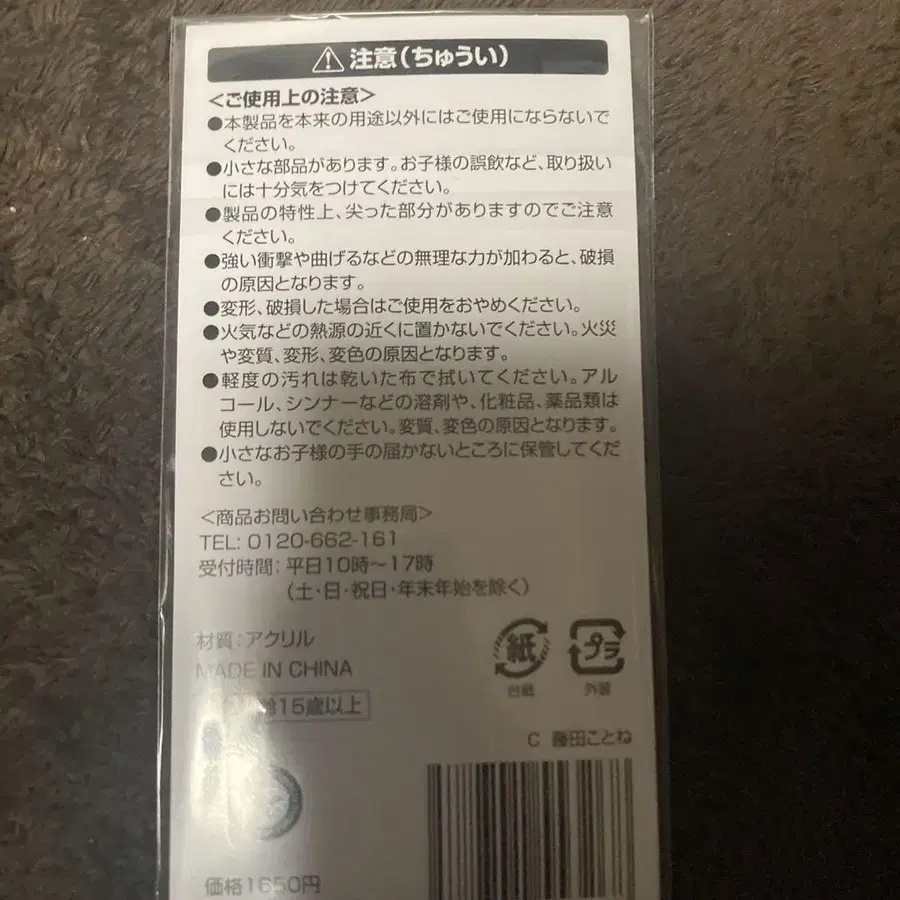 注意(ちゅうい)
<ご使用上の注意>
●本製品を本来の用途以外にはご使用にならないで
ください。
●小さな部品があります。お子様の誤飲など、取り扱い
には十分気をつけてください。
●製品の特性上、尖った部分がありますのでご注意
ください。
●強い衝撃や曲げるなどの無理な力が加わると、破損
の原因となります。
●変形、破損した場合はご使用をおやめください。
●火気などの熱源の近くに置かないでください。火災
や変質、変形、変色の原因となります。
●軽度の汚れは乾いた布で拭いてください。アル
コール、シンナーなどの溶剤や、化粧品、薬品類は
使用しないでください。変質、変色の原因となります。
●小さなお子様の手の届かないところに保管してくだ
さい。
<商品お問い合わせ事務局>
TEL: 0120-662-161
受付時間: 平日10時~17時
(土・日・祝日・年末年始を除く)
材質:アクリル
MADE IN CHINA
紙 プラ
台紙 外装
齢15歳以上
C 藤田ことね
価格1650円